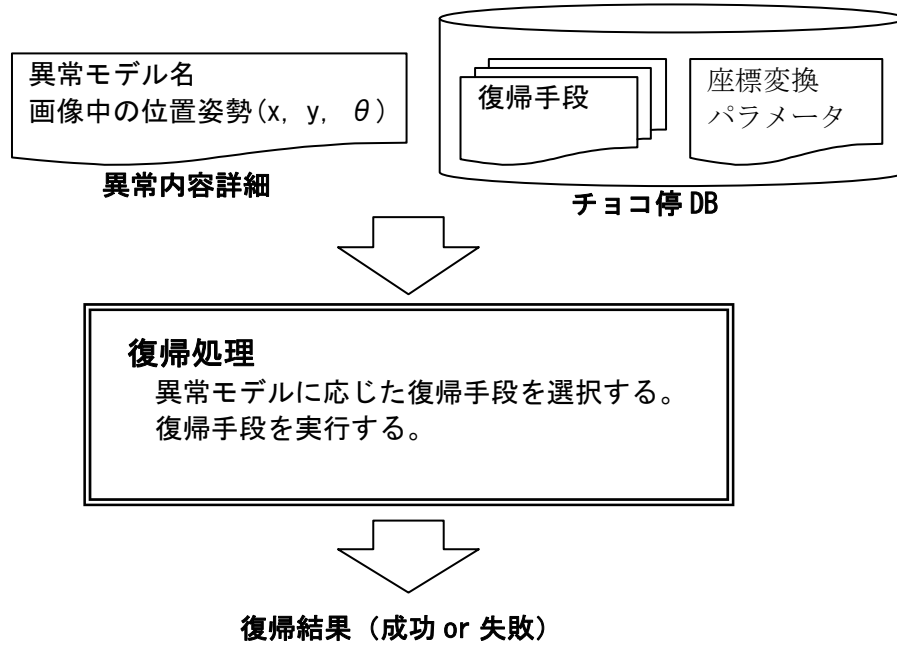 異常モデル名
画像中の位置姿勢(x, y, θ)
異常内容詳細
復帰手段
座標変換
パラメータ
チョコ停 DB
復帰処理
異常モデルに応じた復帰手段を選択する。
復帰手段を実行する。
復帰結果（成功 or 失敗）